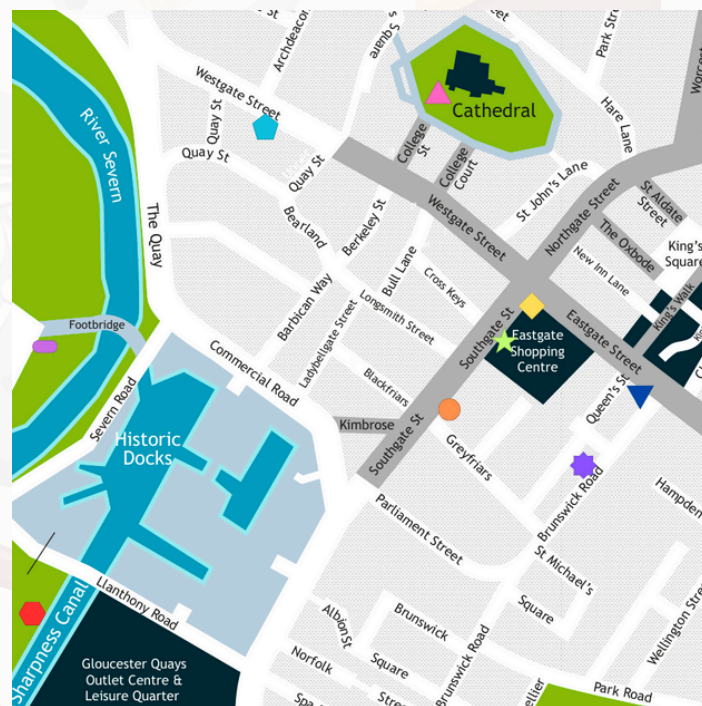 St
Archdeacon
Square
Park Str
Worcest
Westgate Street
Quay St
Hare Lane
River Severn
Cathedral
Quay St
Quay St
College
St
College
Court
St John's Lane
St Aldate
Street
The Quay
Bearland
Berkeley St
Westgate Street
Northgate Street
The Oxbode
King's
Square
Bull Lane
Cross Keys
New Inn Lane
King's Walk
Footbridge
Barbican Way
Longsmith Street
Ladybellgate Street
Southgate St
Eastgate
Shopping
Centre
Eastgate Street
Commercial Road
Blackfriars
Queen's St
Severn Road
Kimbrose
Southgate St
Greyfriars
Historic
Docks
Brunswick Road
Hampden
Parliament Street
St Michael's
Square
Llanthony Road
Sharpness Canal
Albion St
Brunswick
Square
Wellington Stre
Norfolk
Street
Brunswick Road
Gloucester Quays
Outlet Centre &
Leisure Quarter
Spa
ellier
Park Road